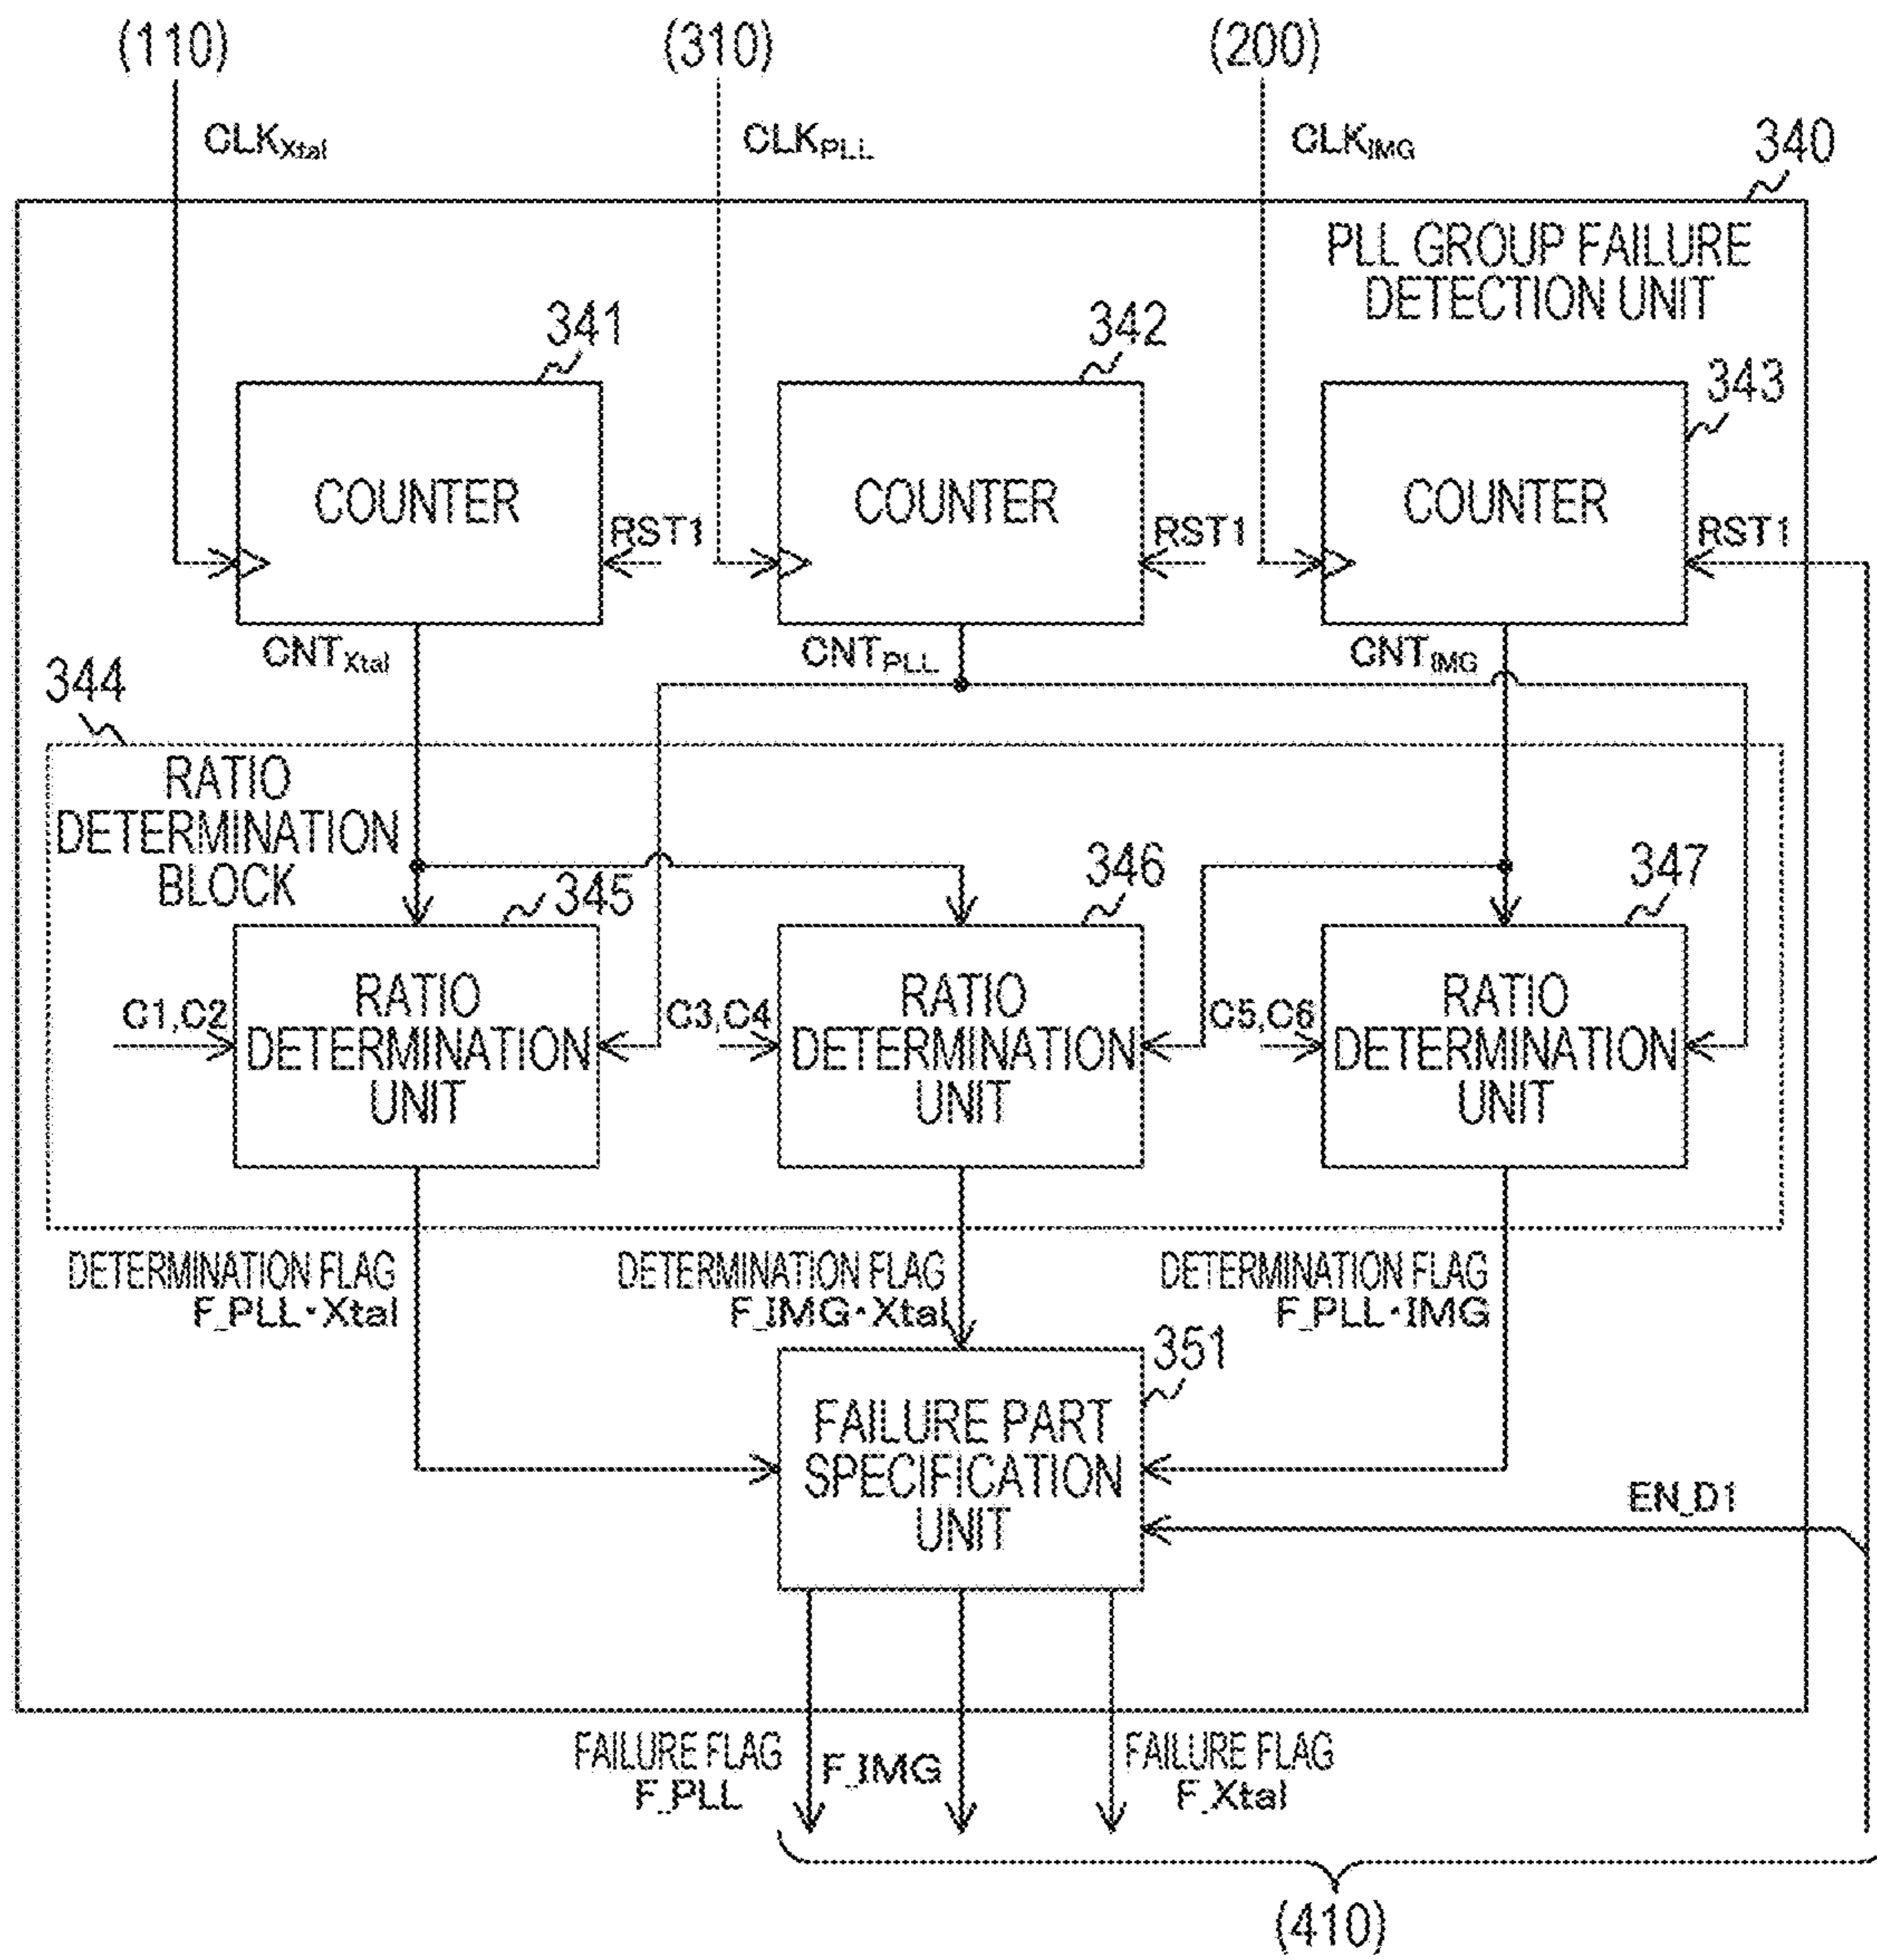 (110)
(310)
(200)
CLKXtal
CLKPLL
CLKIMG
340
PLL GROUP FAILURE
DETECTION UNIT
341
342
343
COUNTER
COUNTER
COUNTER
RST1
RST1
RST1
CNTXtal
CNTPLL
CNTIMG
344
RATIO
DETERMINATION
BLOCK
345
346
347
C1,C2
RATIO
DETERMINATION
UNIT
C3,C4
RATIO
DETERMINATION
UNIT
C5,C6
RATIO
DETERMINATION
UNIT
DETERMINATION FLAG
F_PLL·Xtal
DETERMINATION FLAG
F_IMG·Xtal
DETERMINATION FLAG
F_PLL·IMG
351
FAILURE PART
SPECIFICATION
UNIT
EN_D1
FAILURE FLAG
F_PLL
F_IMG
FAILURE FLAG
F_Xtal
(410)